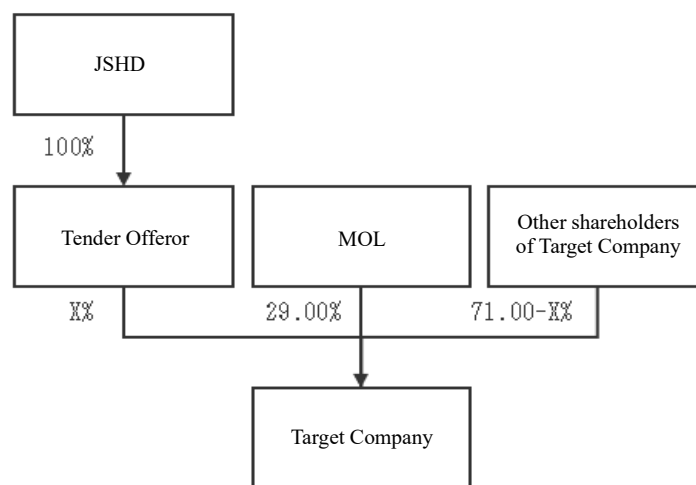 JSHD
100%
Tender Offeror
MOL
Other shareholders
of Target Company
X%
29.00%
71.00-X%
Target Company